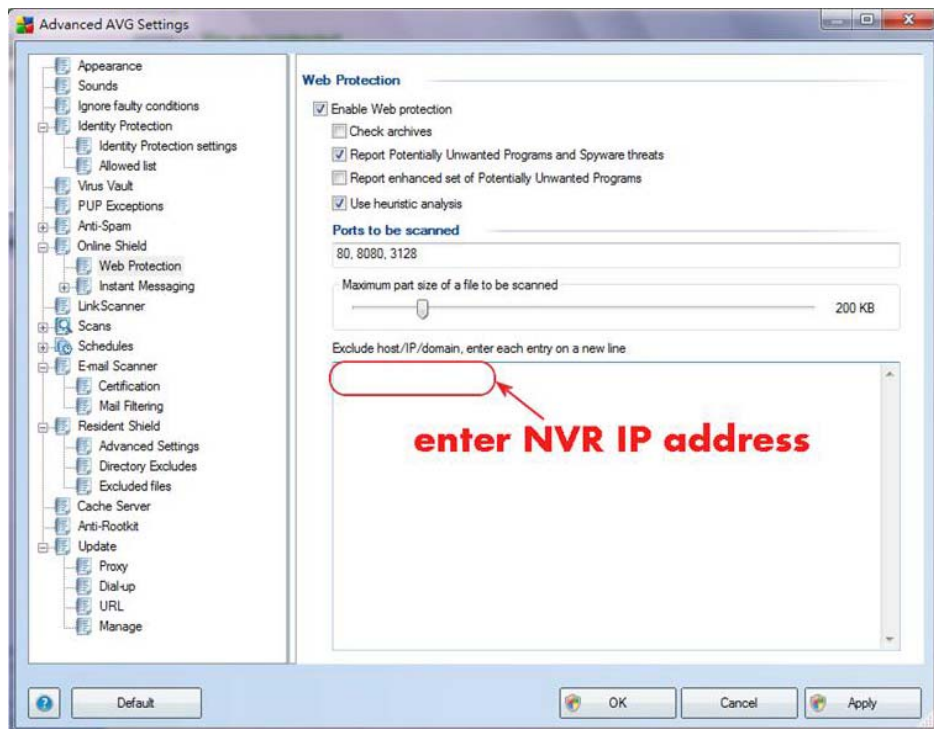 Advanced AVG Settings
Appearance
Sounds
Ignore faulty conditions
Identity Protection
Identity Protection settings
Allowed list
Virus Vault
PUP Exceptions
Anti-Spam
Online Shield
Web Protection
Instant Messaging
LinkScanner
Scans
Schedules
E-mail Scanner
Certification
Mail Filtering
Resident Shield
Advanced Settings
Directory Excludes
Excluded files
Cache Server
Anti-Rootkit
Update
Proxy
Dial-up
URL
Manage
Web Protection
Enable Web protection
Check archives
Report Potentially Unwanted Programs and Spyware threats
Report enhanced set of Potentially Unwanted Programs
Use heuristic analysis
Ports to be scanned
80, 8080, 3128
Maximum part size of a file to be scanned
200 KB
Exclude host/IP/domain, enter each entry on a new line
enter NVR IP address
Default
OK
Cancel
Apply